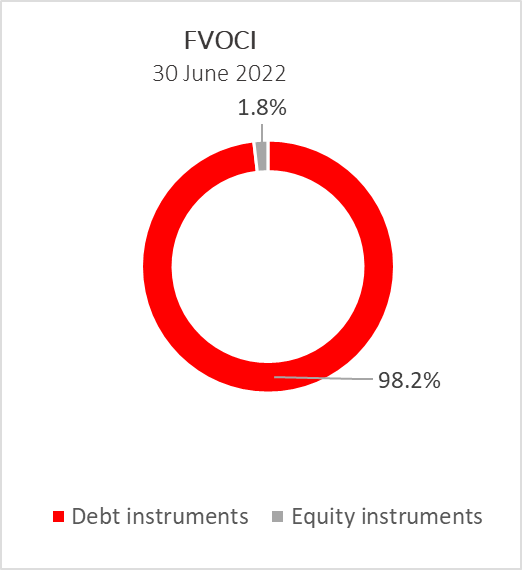 FVOCI
30 June 2022
1.8%
98.2%
Debt instruments
Equity instruments